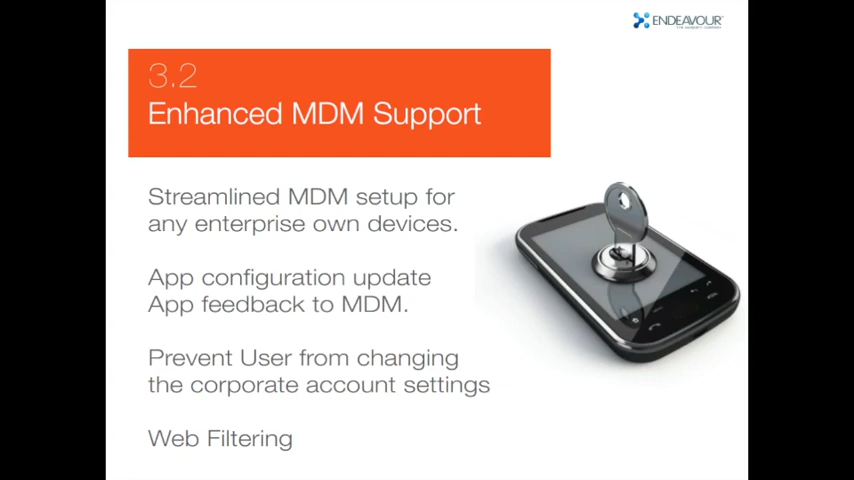 ENDEAVOUR
3.2
Enhanced MDM Support
Streamlined MDM setup for
any enterprise own devices.
App configuration update
App feedback to MDM.
Prevent User from changing
the corporate account settings
Web Filtering